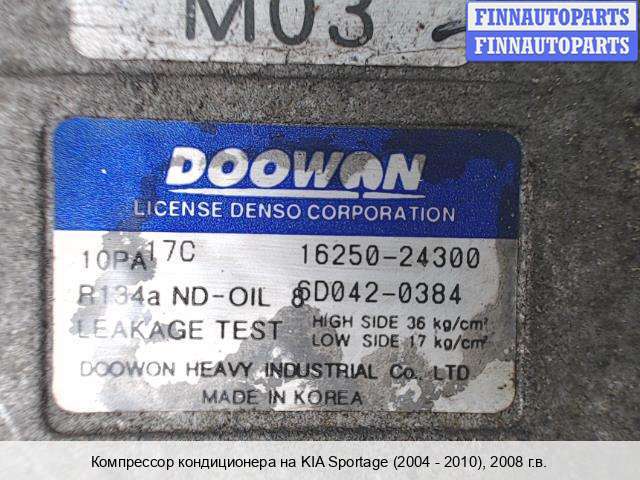 M03
FINNAUTOPARTS
FINNAUTOPARTS
DOOWON
LICENSE DENSO CORPORATION
10PA17C 16250-24300
R134a ND-OIL 8 6D042-0384
LEAKAGE TEST HIGH SIDE 36 kg/cm²
LOW SIDE 17 kg/cm²
DOOWON HEAVY INDUSTRIAL Co. LTD
MADE IN KOREA
Компрессор кондиционера на KIA Sportage (2004 - 2010), 2008 г.в.